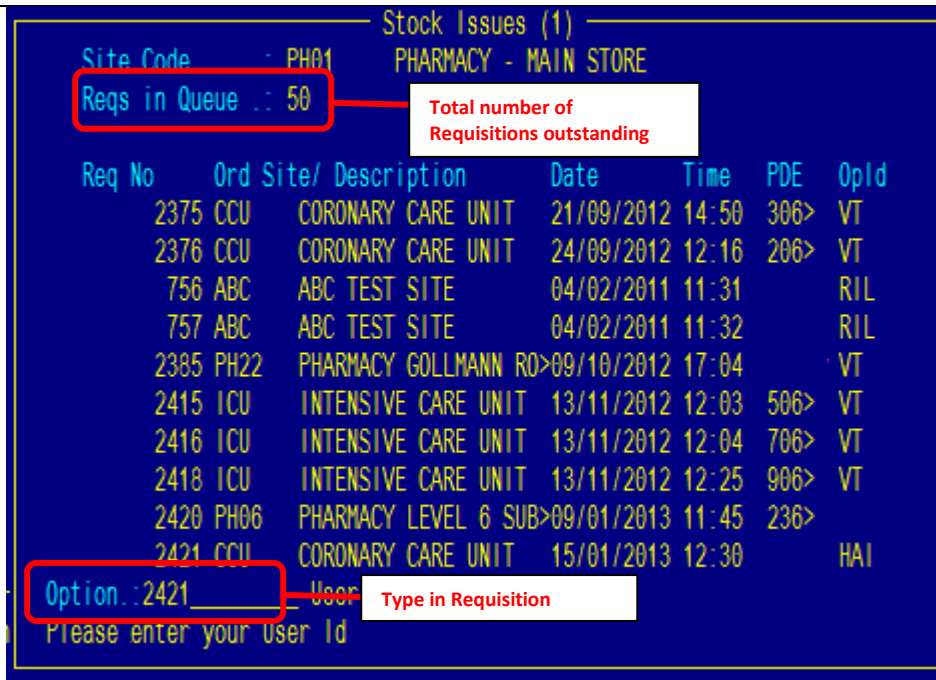 Stock Issues (1)
Site Code : PH01 PHARMACY - MAIN STORE
Reqs in Queue .: 50
Total number of
Requisitions outstanding
Req No Ord Site/ Description Date Time PDE OpId
2375 CCU CORONARY CARE UNIT 21/09/2012 14:50 306> VT
2376 CCU CORONARY CARE UNIT 24/09/2012 12:16 206> VT
756 ABC ABC TEST SITE 04/02/2011 11:31 RIL
757 ABC ABC TEST SITE 04/02/2011 11:32 RIL
2385 PH22 PHARMACY GOLLMANN RO>09/10/2012 17:04 VT
2415 ICU INTENSIVE CARE UNIT 13/11/2012 12:03 506> VT
2416 ICU INTENSIVE CARE UNIT 13/11/2012 12:04 706> VT
2418 ICU INTENSIVE CARE UNIT 13/11/2012 12:25 906> VT
2420 PH06 PHARMACY LEVEL 6 SUB>09/01/2013 11:45 236>
2421 CCU CORONARY CARE UNIT 15/01/2013 12:30 HAI
Option.:2421________ User
Type in Requisition
Please enter your User Id